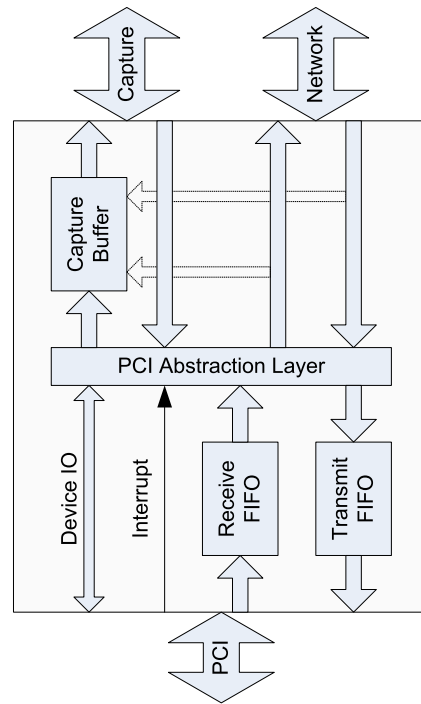 Capture
Network
Capture
Buffer
PCI Abstraction Layer
Device IO
Interrupt
Receive
FIFO
Transmit
FIFO
PCI